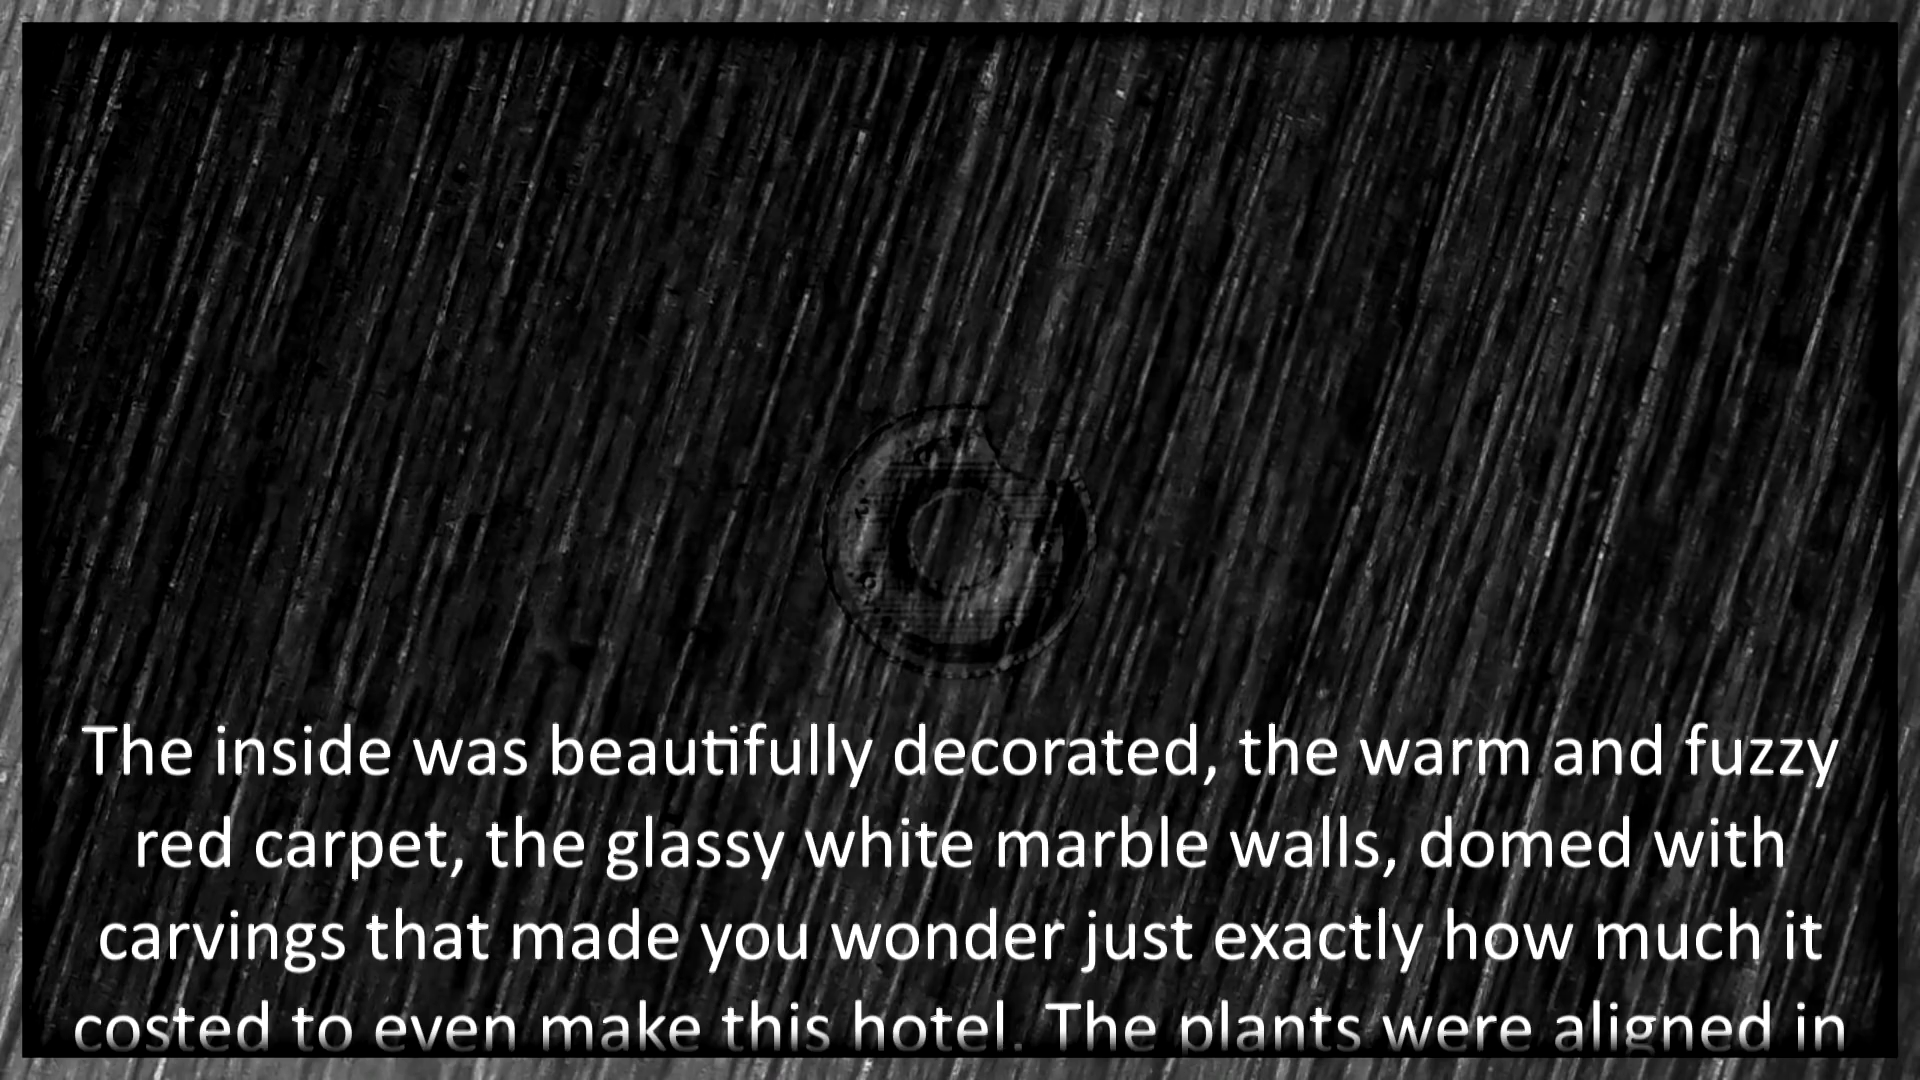 The inside was beautifully decorated, the warm and fuzzy
red carpet, the glassy white marble walls, domed with
carvings that made you wonder just exactly how much it
costed to even make this hotel. The plants were aligned in